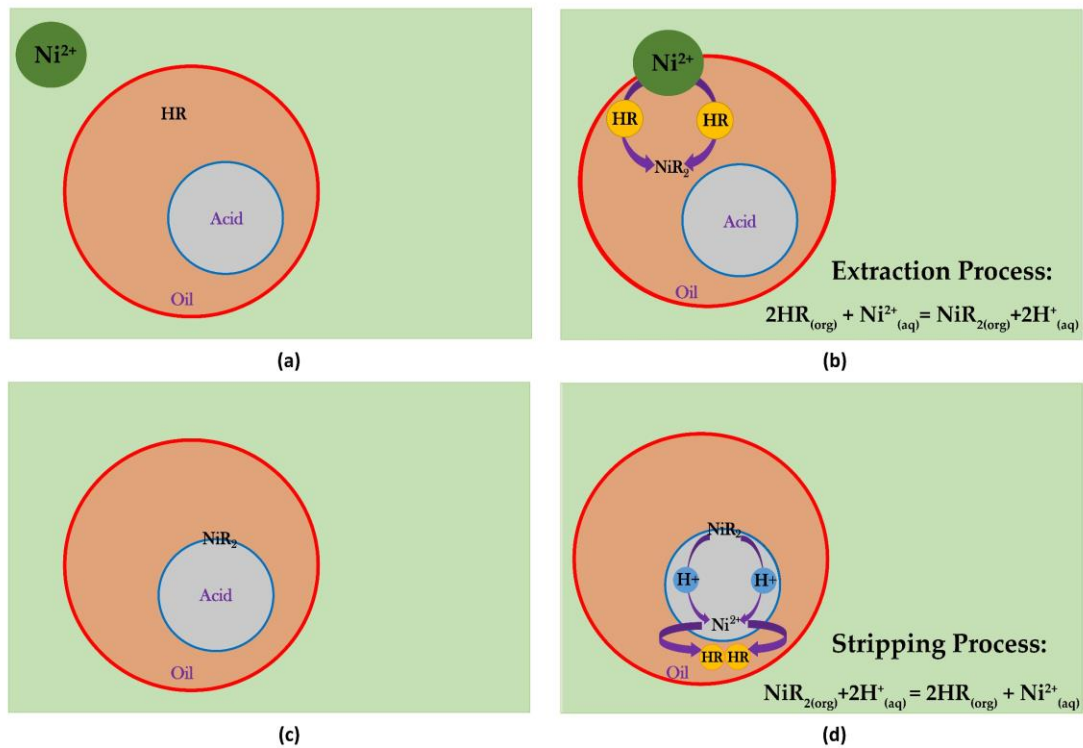 Ni²⁺
HR
Acid
Oil
(a)
Ni²⁺
HR HR
NiR₂
Acid
Oil
Extraction Process:
2HR(org) + Ni²⁺(aq)= NiR2(org)+2H⁺(aq)
(b)
NiR₂
Acid
Oil
(c)
NiR₂
H+ H+
Ni²⁺
HR HR
Oil
Stripping Process:
NiR2(org)+2H⁺(aq) = 2HR(org) + Ni²⁺(aq)
(d)